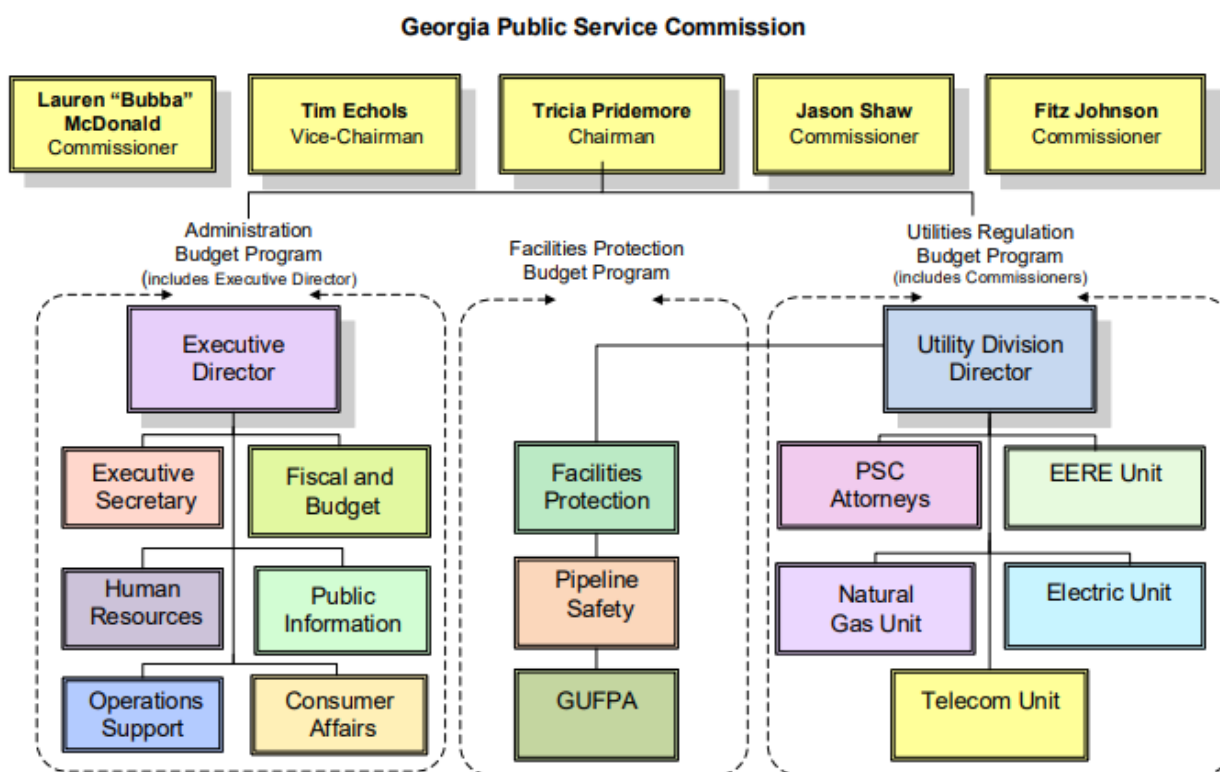 Georgia Public Service Commission
Lauren “Bubba”
McDonald
Commissioner
Tim Echols
Vice-Chairman
Tricia Pridemore
Chairman
Jason Shaw
Commissioner
Fitz Johnson
Commissioner
Administration
Budget Program
(includes Executive Director)
Facilities Protection
Budget Program
Utilities Regulation
Budget Program
(includes Commissioners)
Executive
Director
Utility Division
Director
Executive
Secretary
Fiscal and
Budget
Facilities
Protection
PSC
Attorneys
EERE Unit
Human
Resources
Public
Information
Pipeline
Safety
Natural
Gas Unit
Electric Unit
Operations
Support
Consumer
Affairs
GUFPA
Telecom Unit